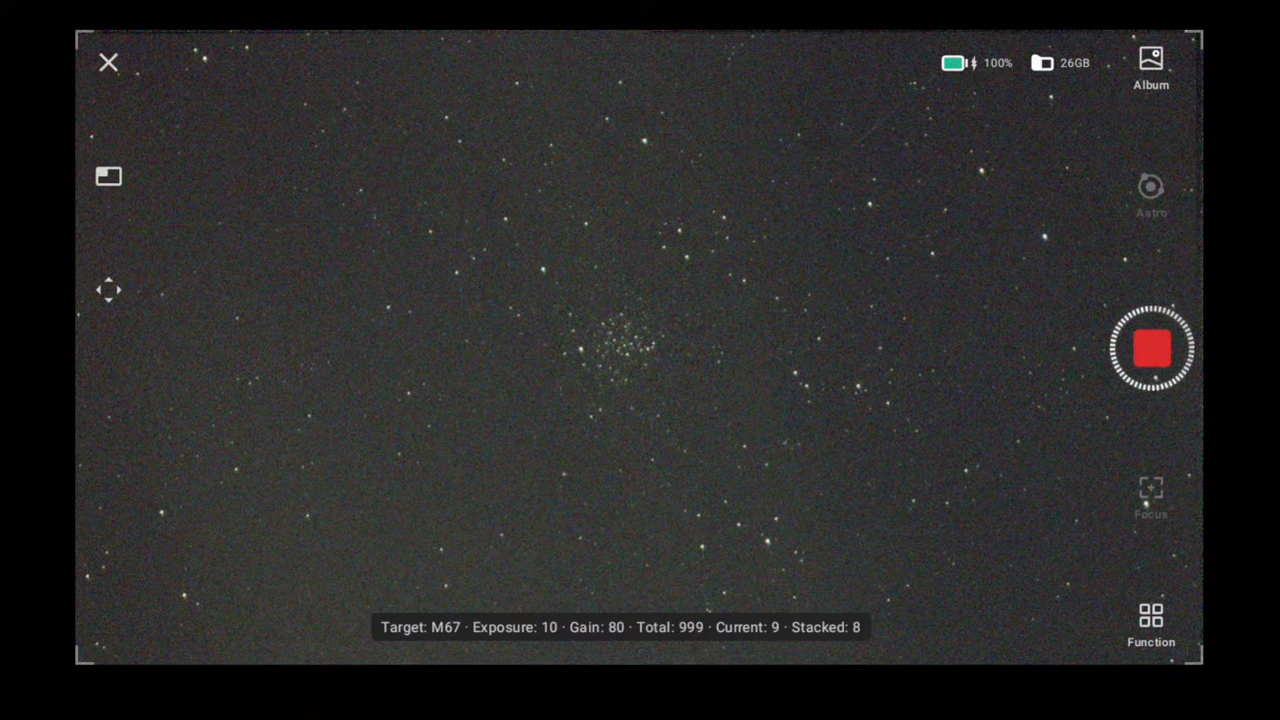 100%
26GB
Album
Astro
Focus
Target: M67 · Exposure: 10 · Gain: 80 · Total: 999 · Current: 9 · Stacked: 8
Function